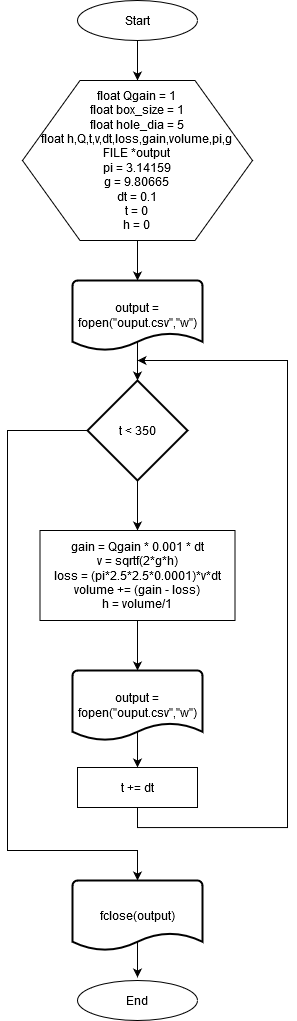 Start
float Qgain = 1
float box_size = 1
float hole_dia = 5
float h,Q,t,v,dt,loss,gain,volume,pi,g
FILE *output
pi = 3.14159
g = 9.80665
dt = 0.1
t = 0
h = 0
output =
fopen("ouput.csv","w")
t < 350
gain = Qgain * 0.001 * dt
v = sqrtf(2*g*h)
loss = (pi*2.5*2.5*0.0001)*v*dt
volume += (gain - loss)
h = volume/1
output =
fopen("ouput.csv","w")
t += dt
fclose(output)
End